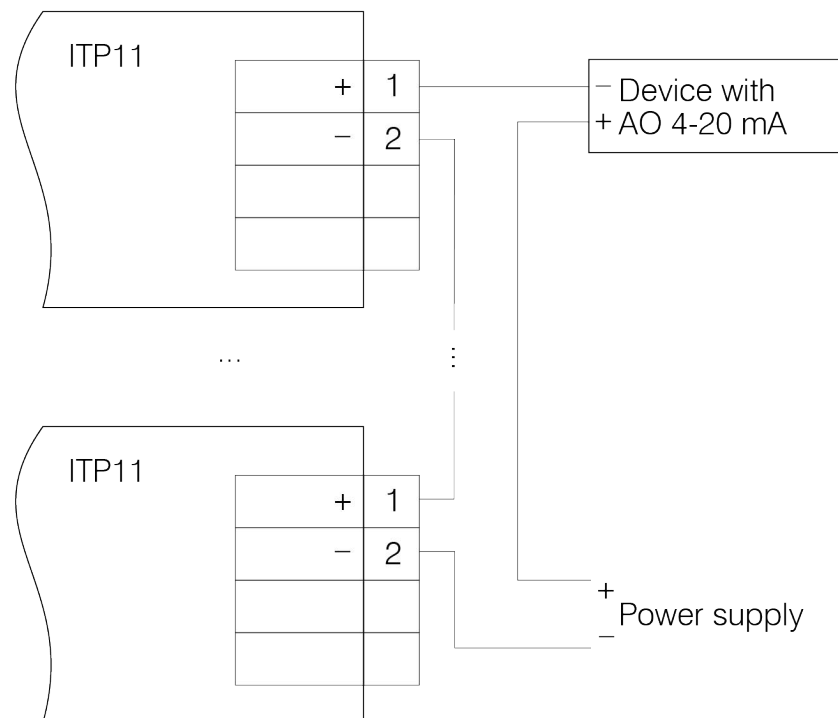 ITP11
+ 1
− 2
− Device with
+ AO 4-20 mA
...
...
ITP11
+ 1
− 2
+
Power supply
−